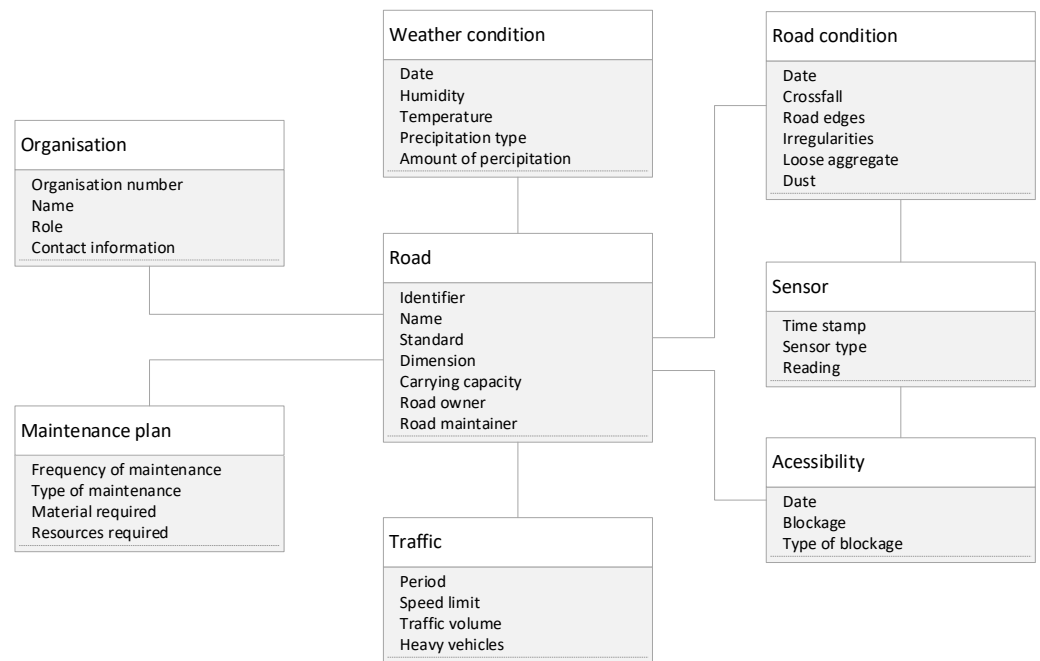 Weather condition
Date
Humidity
Temperature
Precipitation type
Amount of percipitation
Road condition
Date
Crossfall
Road edges
Irregularities
Loose aggregate
Dust
Organisation
Organisation number
Name
Role
Contact information
Road
Identifier
Name
Standard
Dimension
Carrying capacity
Road owner
Road maintainer
Sensor
Time stamp
Sensor type
Reading
Maintenance plan
Frequency of maintenance
Type of maintenance
Material required
Resources required
Acessibility
Date
Blockage
Type of blockage
Traffic
Period
Speed limit
Traffic volume
Heavy vehicles